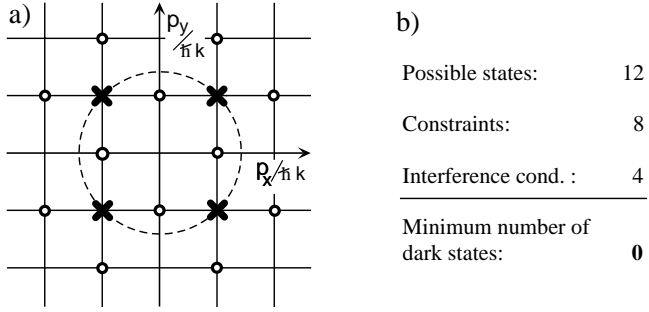 a)
p_y/ħk
p_x/ħk
b)
Possible states: 12
Constraints: 8
Interference cond. : 4
Minimum number of
dark states: 0